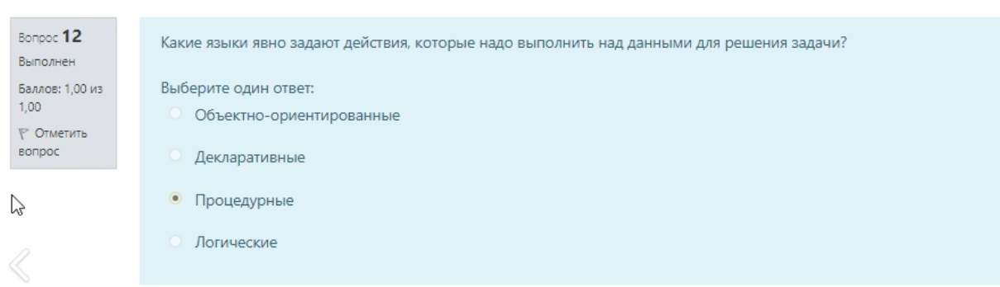 Вопрос 12
Выполнен
Баллов: 1,00 из
1,00
Отметить
вопрос
Какие языки явно задают действия, которые надо выполнить над данными для решения задачи?
Выберите один ответ:
Объектно-ориентированные
Декларативные
Процедурные
Логические